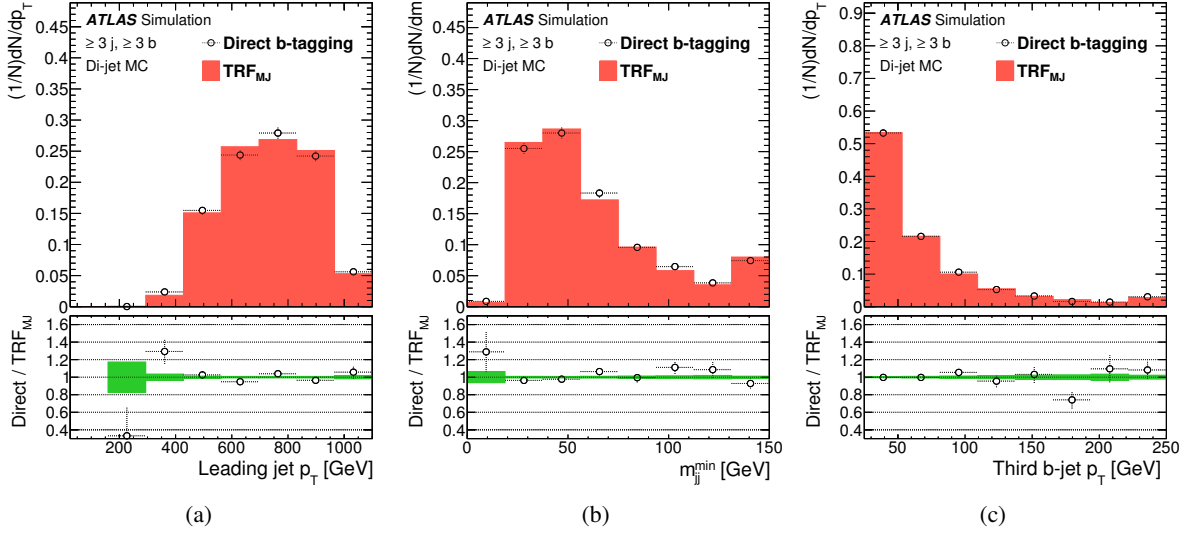 (1/N)dN/dp_T
ATLAS Simulation
≥ 3 j, ≥ 3 b
Di-jet MC
Direct b-tagging
TRF_MJ
0.45
0.4
0.35
0.3
0.25
0.2
0.15
0.1
0.05
0
Direct / TRF_MJ
1.6
1.4
1.2
1
0.8
0.6
0.4
200 400 600 800 1000
Leading jet p_T [GeV]
(a)
(1/N)dN/dm
ATLAS Simulation
≥ 3 j, ≥ 3 b
Di-jet MC
Direct b-tagging
TRF_MJ
0.45
0.4
0.35
0.3
0.25
0.2
0.15
0.1
0.05
0
Direct / TRF_MJ
1.6
1.4
1.2
1
0.8
0.6
0.4
0 50 100 150
m_jj^min [GeV]
(b)
(1/N)dN/dp_T
ATLAS Simulation
≥ 3 j, ≥ 3 b
Di-jet MC
Direct b-tagging
TRF_MJ
0.9
0.8
0.7
0.6
0.5
0.4
0.3
0.2
0.1
0
Direct / TRF_MJ
1.6
1.4
1.2
1
0.8
0.6
0.4
50 100 150 200 250
Third b-jet p_T [GeV]
(c)